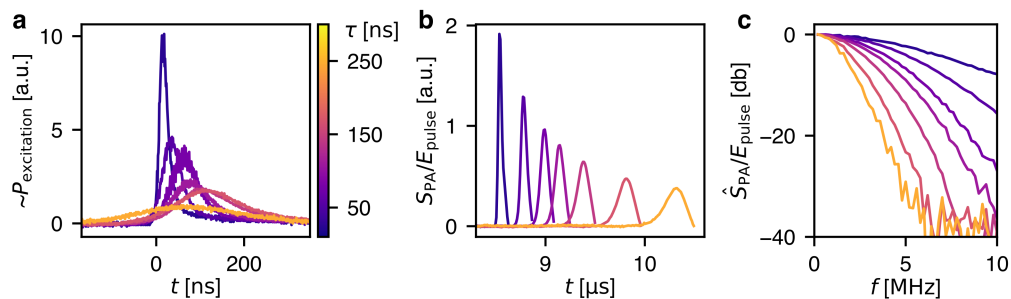 a
10
5
0
~P_excitation [a.u.]
0
200
t [ns]
τ [ns]
250
150
50
b
2
1
0
S_PA/E_pulse [a.u.]
9
10
t [µs]
c
0
−20
−40
Ŝ_PA/E_pulse [db]
0
5
10
f [MHz]